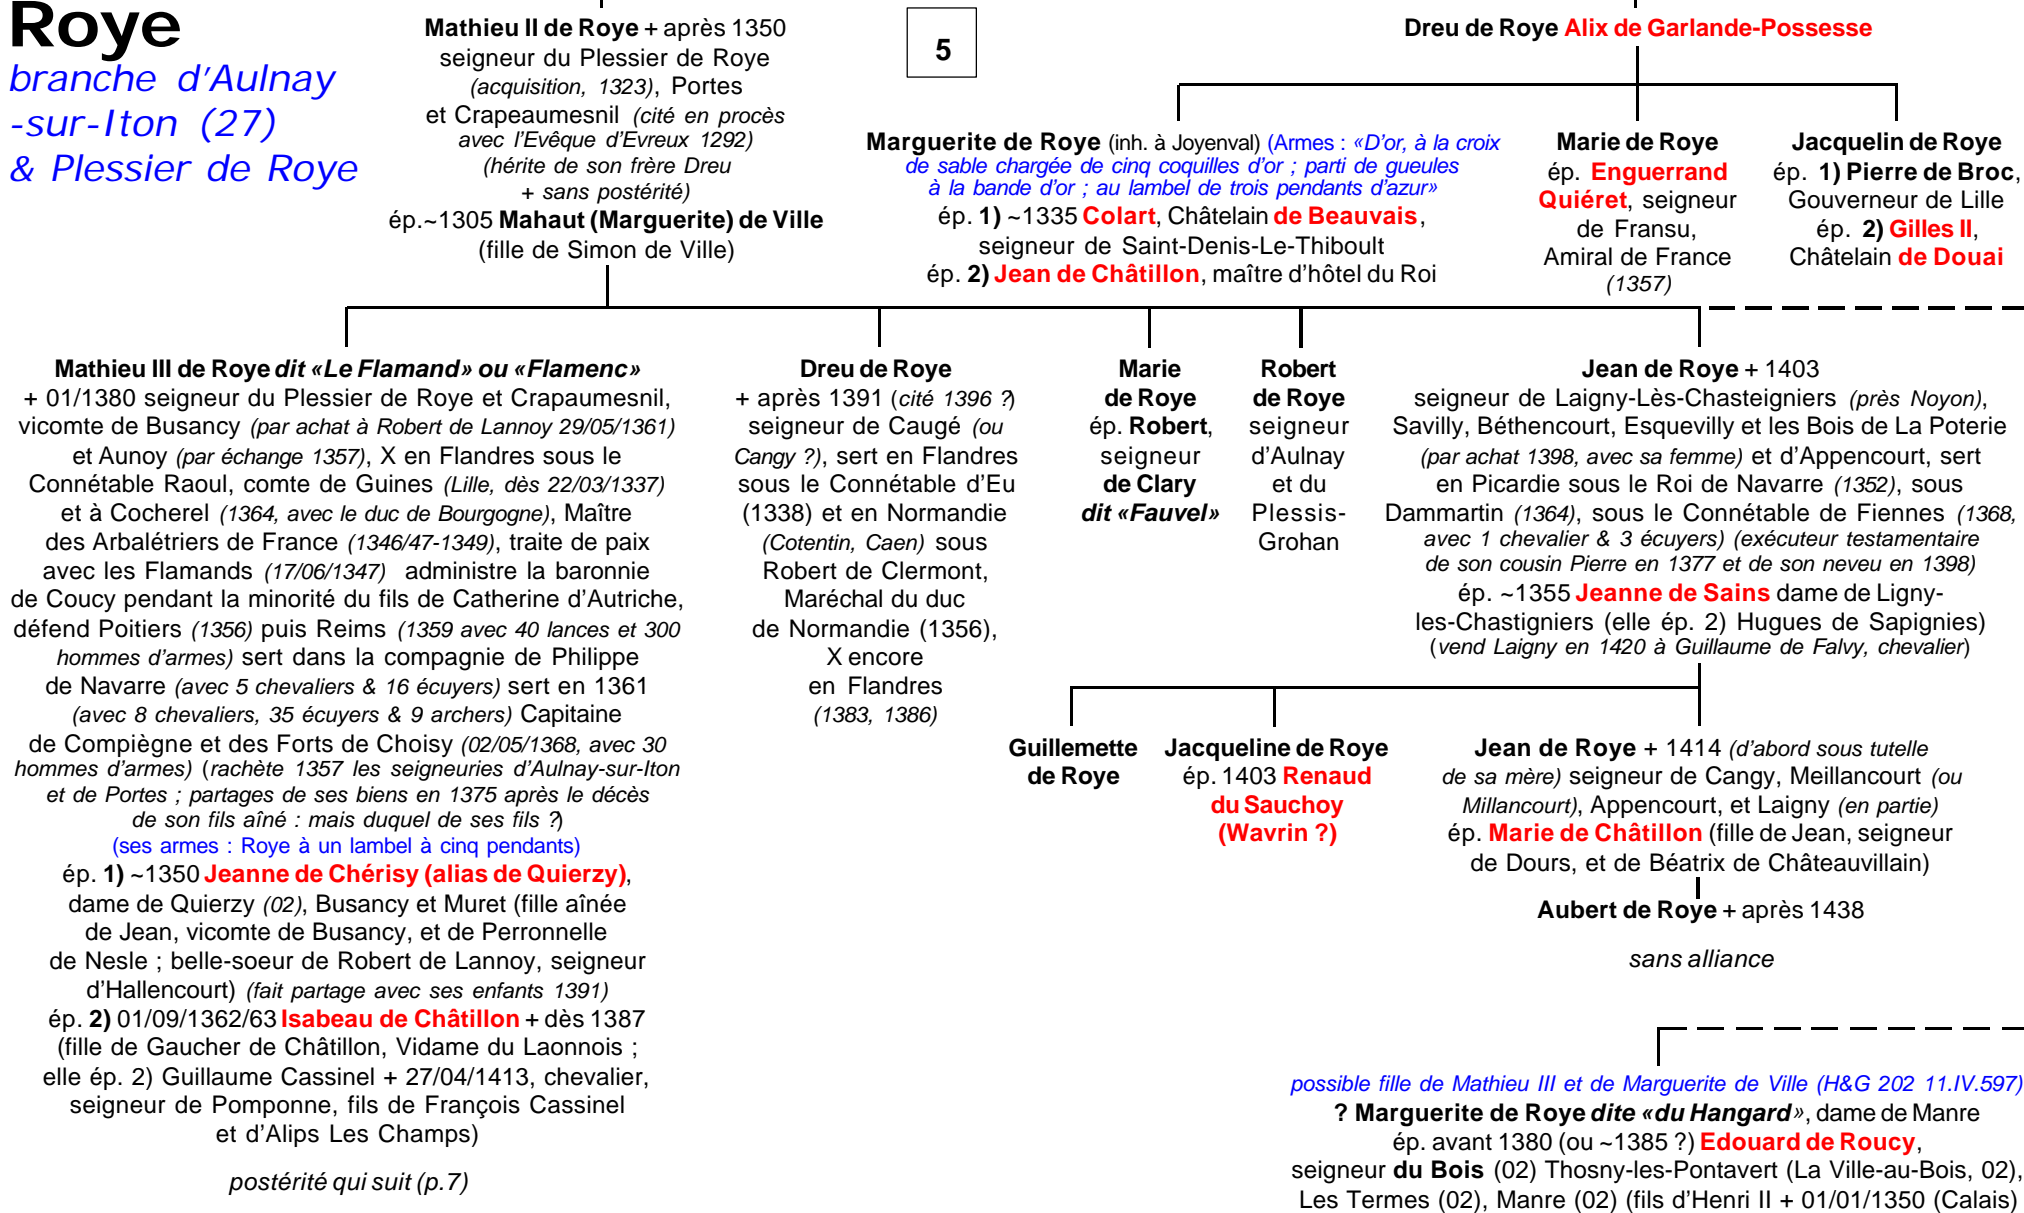 Roye
branche d'Aulnay
-sur-Iton (27)
& Plessier de Roye
Mathieu II de Roye + après 1350
seigneur du Plessier de Roye
(acquisition, 1323), Portes
et Crapeaumesnil (cité en procès
avec l'Evêque d'Evreux 1292)
(hérite de son frère Dreu
+ sans postérité)
ép.~1305 Mahaut (Marguerite) de Ville
(fille de Simon de Ville)
5
Dreu de Roye Alix de Garlande-Possesse
Marguerite de Roye (inh. à Joyenval) (Armes : «D'or, à la croix
de sable chargée de cinq coquilles d'or ; parti de gueules
à la bande d'or ; au lambel de trois pendants d'azur»
ép. 1) ~1335 Colart, Châtelain de Beauvais,
seigneur de Saint-Denis-Le-Thiboult
ép. 2) Jean de Châtillon, maître d'hôtel du Roi
Marie de Roye
ép. Enguerrand
Quiéret, seigneur
de Fransu,
Amiral de France
(1357)
Jacquelin de Roye
ép. 1) Pierre de Broc,
Gouverneur de Lille
ép. 2) Gilles II,
Châtelain de Douai
Mathieu III de Roye dit «Le Flamand» ou «Flamenc»
+ 01/1380 seigneur du Plessier de Roye et Crapaumesnil,
vicomte de Busancy (par achat à Robert de Lannoy 29/05/1361)
et Aunoy (par échange 1357), X en Flandres sous le
Connétable Raoul, comte de Guines (Lille, dès 22/03/1337)
et à Cocherel (1364, avec le duc de Bourgogne), Maître
des Arbalétriers de France (1346/47-1349), traite de paix
avec les Flamands (17/06/1347) administre la baronnie
de Coucy pendant la minorité du fils de Catherine d'Autriche,
défend Poitiers (1356) puis Reims (1359 avec 40 lances et 300
hommes d'armes) sert dans la compagnie de Philippe
de Navarre (avec 5 chevaliers & 16 écuyers) sert en 1361
(avec 8 chevaliers, 35 écuyers & 9 archers) Capitaine
de Compiègne et des Forts de Choisy (02/05/1368, avec 30
hommes d'armes) (rachète 1357 les seigneuries d'Aulnay-sur-Iton
et de Portes ; partages de ses biens en 1375 après le décès
de son fils aîné : mais duquel de ses fils ?)
(ses armes : Roye à un lambel à cinq pendants)
ép. 1) ~1350 Jeanne de Chérisy (alias de Quierzy),
dame de Quierzy (02), Busancy et Muret (fille aînée
de Jean, vicomte de Busancy, et de Perronnelle
de Nesle ; belle-soeur de Robert de Lannoy, seigneur
d'Hallencourt) (fait partage avec ses enfants 1391)
ép. 2) 01/09/1362/63 Isabeau de Châtillon + dès 1387
(fille de Gaucher de Châtillon, Vidame du Laonnois ;
elle ép. 2) Guillaume Cassinel + 27/04/1413, chevalier,
seigneur de Pomponne, fils de François Cassinel
et d'Alips Les Champs)
postérité qui suit (p.7)
Dreu de Roye
+ après 1391 (cité 1396 ?)
seigneur de Caugé (ou
Cangy ?), sert en Flandres
sous le Connétable d'Eu
(1338) et en Normandie
(Cotentin, Caen) sous
Robert de Clermont,
Maréchal du duc
de Normandie (1356),
X encore
en Flandres
(1383, 1386)
Marie
de Roye
ép. Robert,
seigneur
de Clary
dit «Fauvel»
Robert
de Roye
seigneur
d'Aulnay
et du
Plessis-
Grohan
Jean de Roye + 1403
seigneur de Laigny-Lès-Chasteigniers (près Noyon),
Savilly, Béthencourt, Esquevilly et les Bois de La Poterie
(par achat 1398, avec sa femme) et d'Appencourt, sert
en Picardie sous le Roi de Navarre (1352), sous
Dammartin (1364), sous le Connétable de Fiennes (1368,
avec 1 chevalier & 3 écuyers) (exécuteur testamentaire
de son cousin Pierre en 1377 et de son neveu en 1398)
ép. ~1355 Jeanne de Sains dame de Ligny-
les-Chastigniers (elle ép. 2) Hugues de Sapignies)
(vend Laigny en 1420 à Guillaume de Falvy, chevalier)
Guillemette
de Roye
Jacqueline de Roye
ép. 1403 Renaud
du Sauchoy
(Wavrin ?)
Jean de Roye + 1414 (d'abord sous tutelle
de sa mère) seigneur de Cangy, Meillancourt (ou
Millancourt), Appencourt, et Laigny (en partie)
ép. Marie de Châtillon (fille de Jean, seigneur
de Dours, et de Béatrix de Châteauvillain)
Aubert de Roye + après 1438
sans alliance
possible fille de Mathieu III et de Marguerite de Ville (H&G 202 11.IV.597)
? Marguerite de Roye dite «du Hangard», dame de Manre
ép. avant 1380 (ou ~1385 ?) Edouard de Roucy,
seigneur du Bois (02) Thosny-les-Pontavert (La Ville-au-Bois, 02),
Les Termes (02), Manre (02) (fils d'Henri II + 01/01/1350 (Calais)